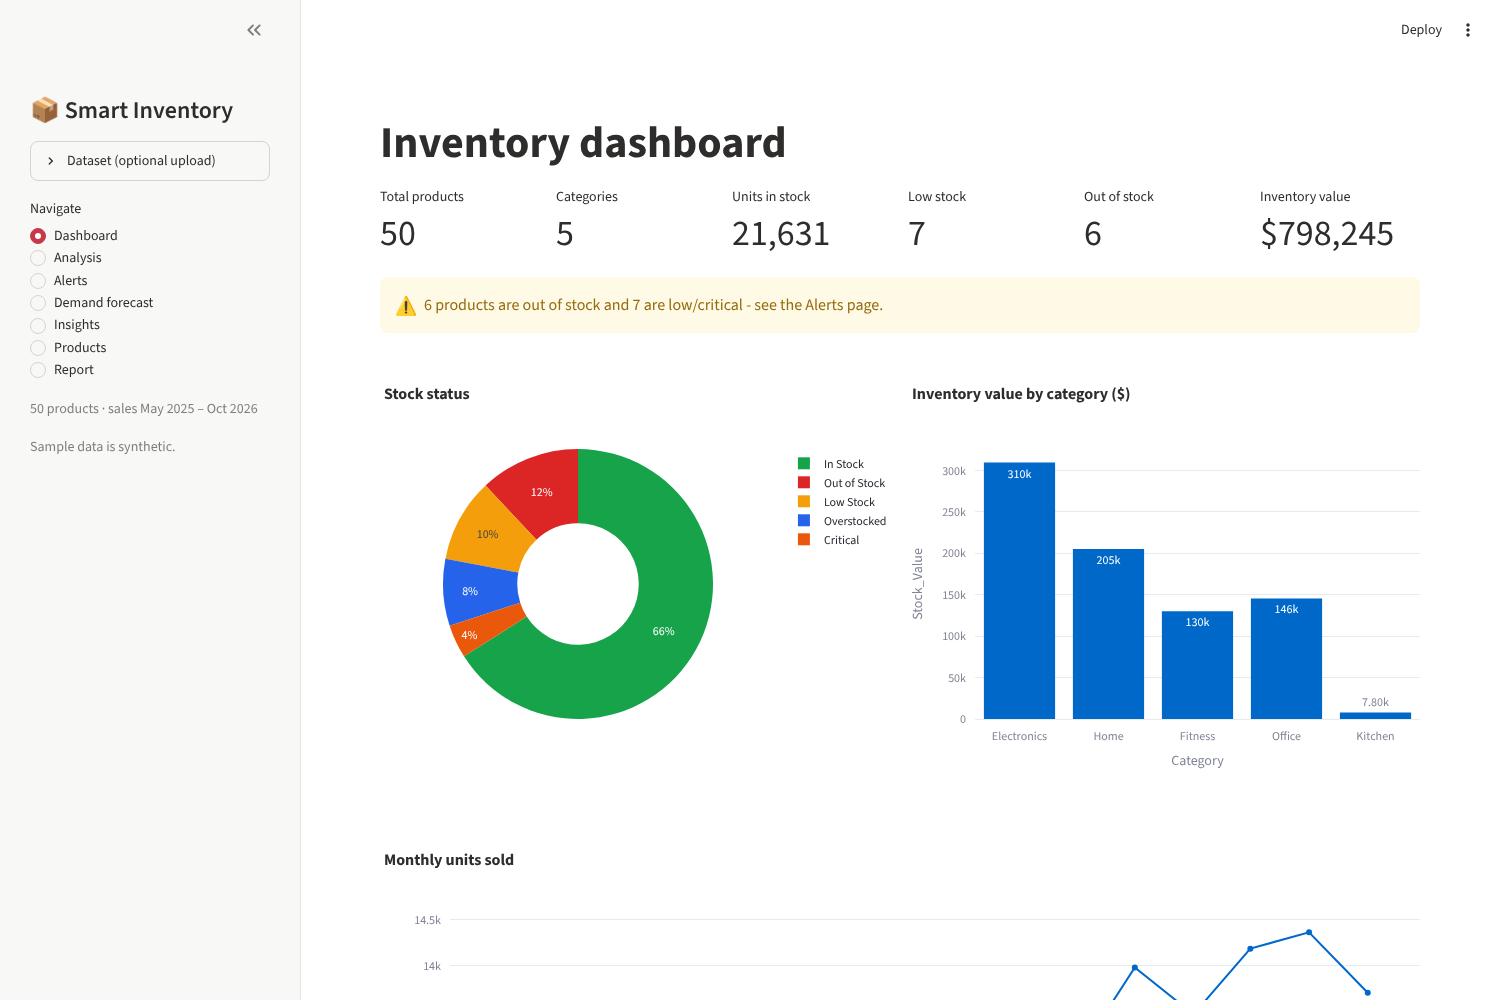 Deploy
📦 Smart Inventory
Dataset (optional upload)
Navigate
Dashboard
Analysis
Alerts
Demand forecast
Insights
Products
Report
50 products · sales May 2025 – Oct 2026
Sample data is synthetic.
Inventory dashboard
Total products
50
Categories
5
Units in stock
21,631
Low stock
7
Out of stock
6
Inventory value
$798,245
⚠️ 6 products are out of stock and 7 are low/critical - see the Alerts page.
Stock status
12%
10%
8%
4%
66%
In Stock
Out of Stock
Low Stock
Overstocked
Critical
Inventory value by category ($)
Stock_Value
300k
250k
200k
150k
100k
50k
0
310k
205k
130k
146k
7.80k
Electronics
Home
Fitness
Office
Kitchen
Category
Monthly units sold
14.5k
14k